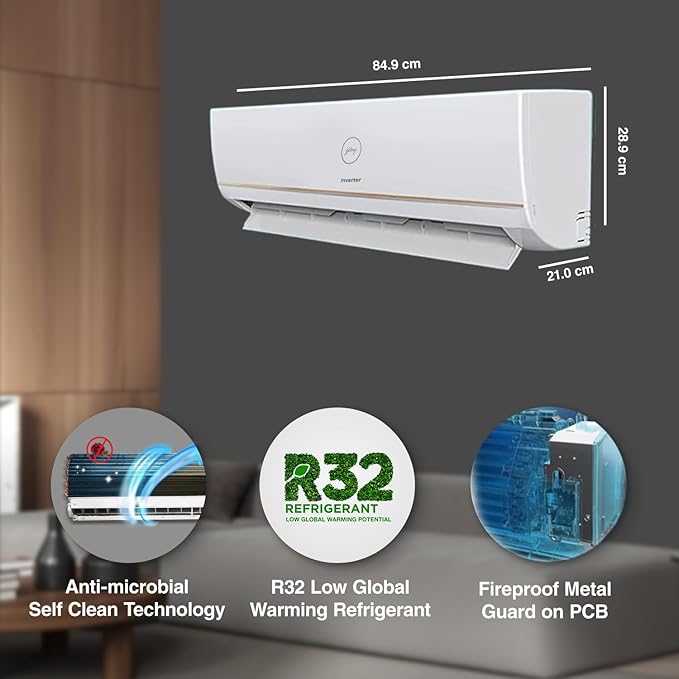 84.9 cm
28.9 cm
Godrej
inverter
21.0 cm
R32
REFRIGERANT
LOW GLOBAL WARMING POTENTIAL
Anti-microbial
Self Clean Technology
R32 Low Global
Warming Refrigerant
Fireproof Metal
Guard on PCB